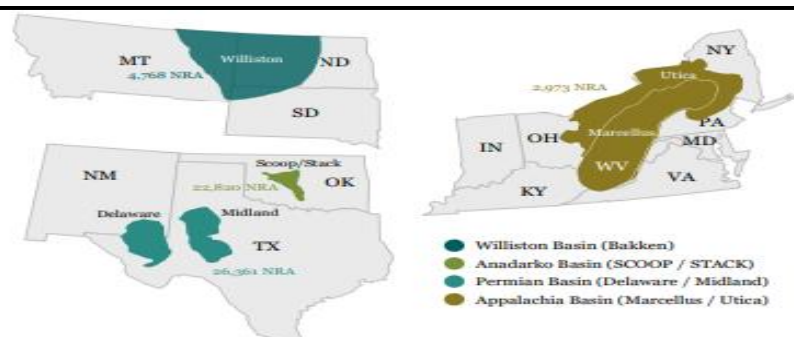 MT
Williston
ND
4,768 NRA
SD
NM
Scoop/Stack
22,820 NRA
OK
Delaware
Midland
TX
26,361 NRA
NY
Utica
2,973 NRA
PA
Marcellus
OH
IN
MD
WV
VA
KY
Williston Basin (Bakken)
Anadarko Basin (SCOOP / STACK)
Permian Basin (Delaware / Midland)
Appalachia Basin (Marcellus / Utica)